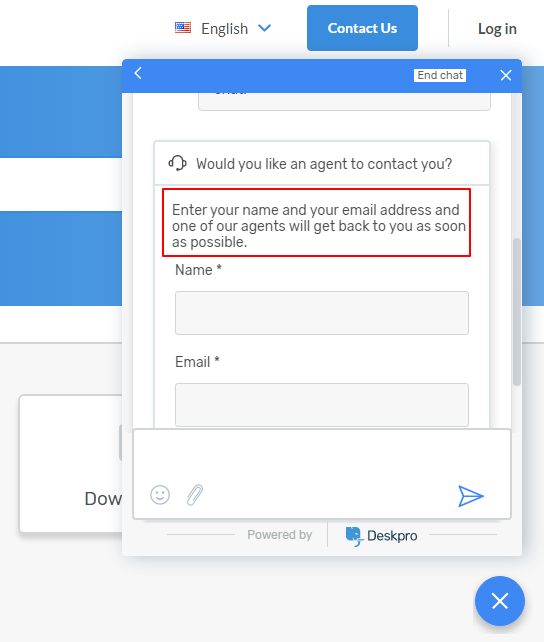 English
Contact Us
Log in
End chat
Would you like an agent to contact you?
Enter your name and your email address and
one of our agents will get back to you as soon
as possible.
Name *
Email *
Dow
Powered by
Deskpro